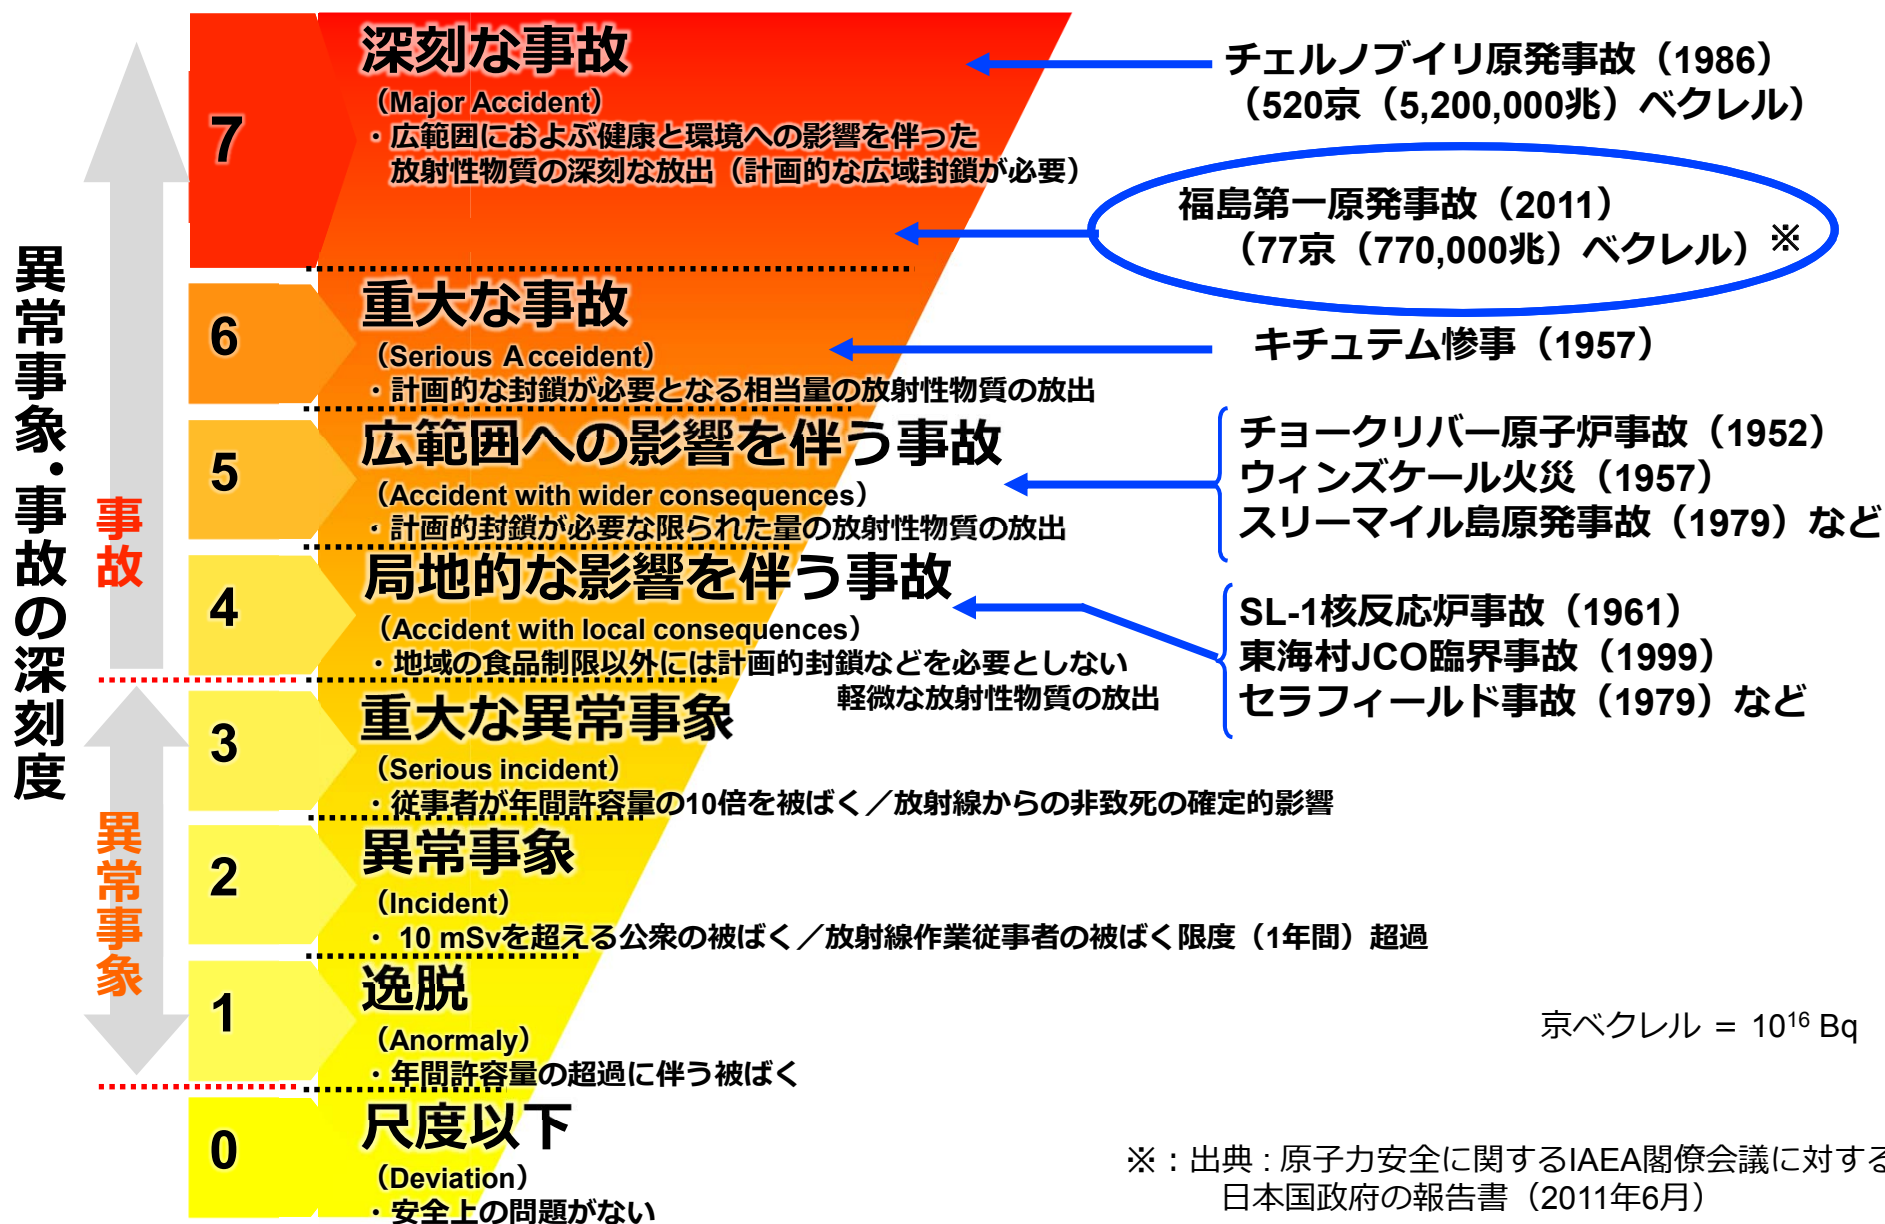 異常事象・事故の深刻度
事故
異常事象
7
深刻な事故
（Major Accident）
・広範囲におよぶ健康と環境への影響を伴った
放射性物質の深刻な放出（計画的な広域封鎖が必要）
チェルノブイリ原発事故（1986）
（520京（5,200,000兆）ベクレル）
福島第一原発事故（2011）
（77京（770,000兆）ベクレル）※
6
重大な事故
（Serious Acceident）
・計画的な封鎖が必要となる相当量の放射性物質の放出
キチュテム惨事（1957）
5
広範囲への影響を伴う事故
（Accident with wider consequences）
・計画的封鎖が必要な限られた量の放射性物質の放出
チョークリバー原子炉事故（1952）
ウィンズケール火災（1957）
スリーマイル島原発事故（1979）など
4
局地的な影響を伴う事故
（Accident with local consequences）
・地域の食品制限以外には計画的封鎖などを必要としない
軽微な放射性物質の放出
SL-1核反応炉事故（1961）
東海村JCO臨界事故（1999）
セラフィールド事故（1979）など
3
重大な異常事象
（Serious incident）
・従事者が年間許容量の10倍を被ばく／放射線からの非致死の確定的影響
2
異常事象
（Incident）
・ 10 mSvを超える公衆の被ばく／放射線作業従事者の被ばく限度（1年間）超過
1
逸脱
（Anormaly）
・年間許容量の超過に伴う被ばく
京ベクレル ＝ 10¹⁶ Bq
0
尺度以下
（Deviation）
・安全上の問題がない
※：出典 : 原子力安全に関するIAEA閣僚会議に対する
日本国政府の報告書（2011年6月）